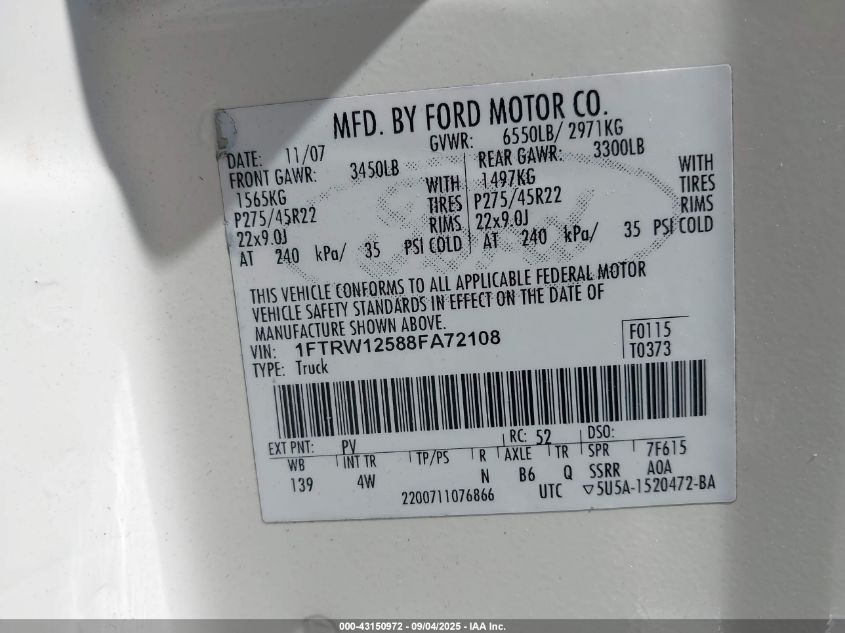 MFD. BY FORD MOTOR CO.
DATE: 11/07 GVWR: 6550LB/ 2971KG
FRONT GAWR: 3450LB REAR GAWR: 3300LB
1565KG WITH 1497KG WITH
P275/45R22 TIRES P275/45R22 TIRES
22x9.0J RIMS 22x9.0J RIMS
AT 240 kPa/ 35 PSI COLD AT 240 kPa/ 35 PSI COLD
THIS VEHICLE CONFORMS TO ALL APPLICABLE FEDERAL MOTOR
VEHICLE SAFETY STANDARDS IN EFFECT ON THE DATE OF
MANUFACTURE SHOWN ABOVE.
VIN: 1FTRW12588FA72108 F0115
TYPE: Truck T0373
EXT PNT: PV RC: 52 DSO:
WB INT TR TP/PS R AXLE TR SPR 7F615
139 4W N B6 Q SSRR A0A
2200711076866 UTC ▽5U5A-1520472-BA
Ford
000-43150972 - 09/04/2025 - IAA Inc.